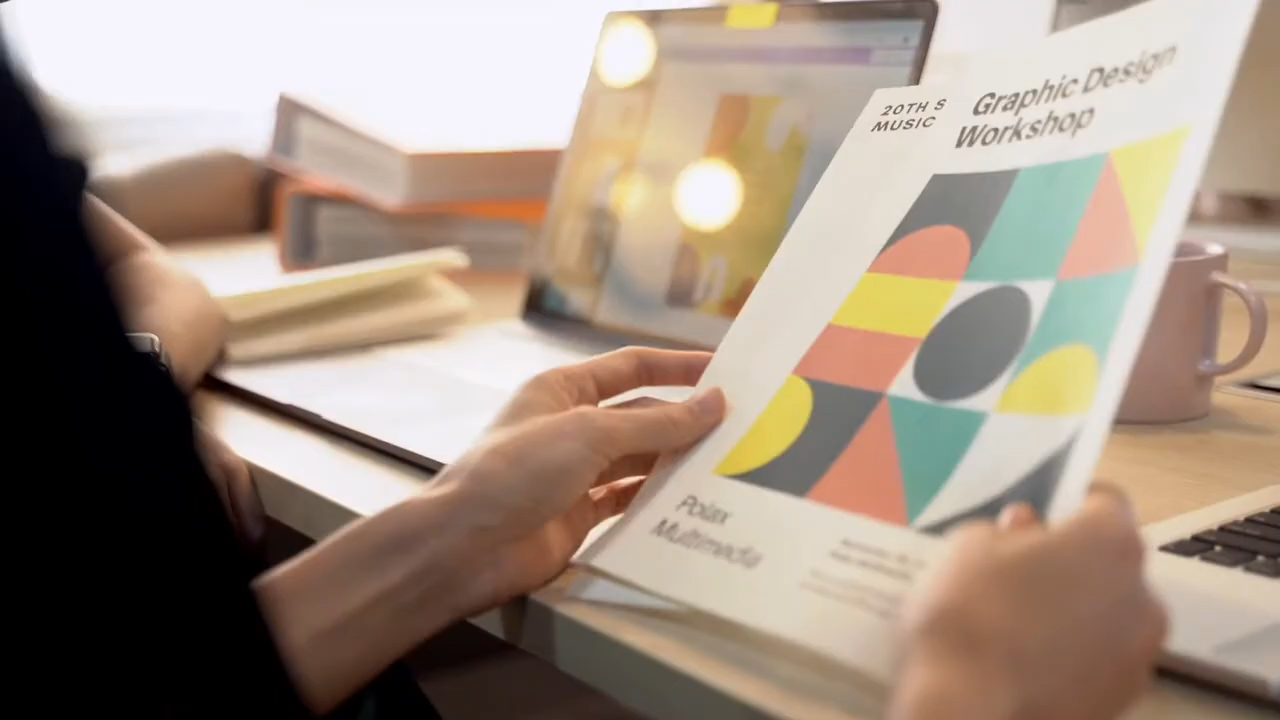 20TH S
MUSIC
Graphic Design
Workshop
Polax
Multimedia